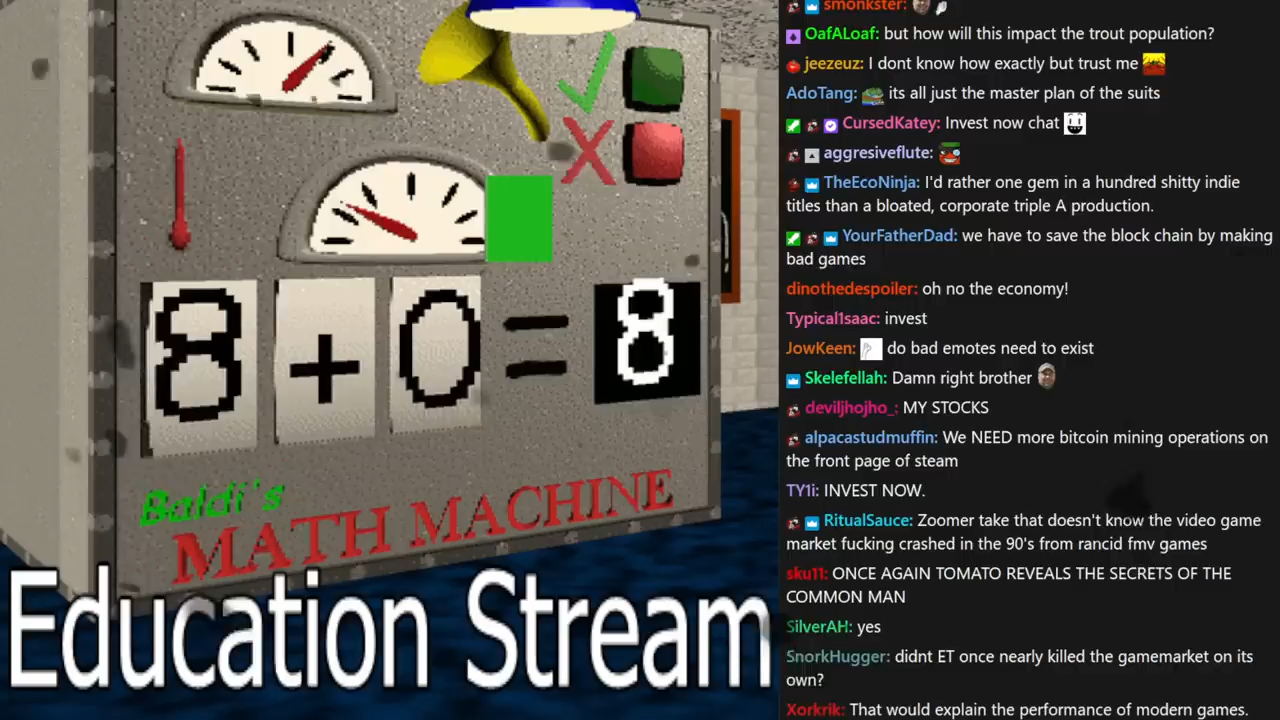 8 + 0 = 8
Baldi's
MATH MACHINE
Education Stream
smonkster:
OafALoaf: but how will this impact the trout population?
jeezeuz: I dont know how exactly but trust me
AdoTang: its all just the master plan of the suits
CursedKatey: Invest now chat
aggresiveflute:
TheEcoNinja: I'd rather one gem in a hundred shitty indie
titles than a bloated, corporate triple A production.
YourFatherDad: we have to save the block chain by making
bad games
dinothedespoiler: oh no the economy!
Typical1saac: invest
JowKeen: do bad emotes need to exist
Skelefellah: Damn right brother
deviljhojho_: MY STOCKS
alpacastudmuffin: We NEED more bitcoin mining operations on
the front page of steam
TY1i: INVEST NOW.
RitualSauce: Zoomer take that doesn't know the video game
market fucking crashed in the 90's from rancid fmv games
sku11: ONCE AGAIN TOMATO REVEALS THE SECRETS OF THE
COMMON MAN
SilverAH: yes
SnorkHugger: didnt ET once nearly killed the gamemarket on its
own?
Xorkrik: That would explain the performance of modern games.